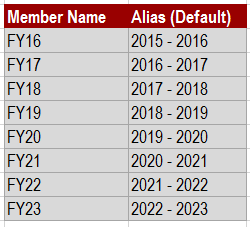 Member Name Alias (Default)
FY16 2015 - 2016
FY17 2016 - 2017
FY18 2017 - 2018
FY19 2018 - 2019
FY20 2019 - 2020
FY21 2020 - 2021
FY22 2021 - 2022
FY23 2022 - 2023